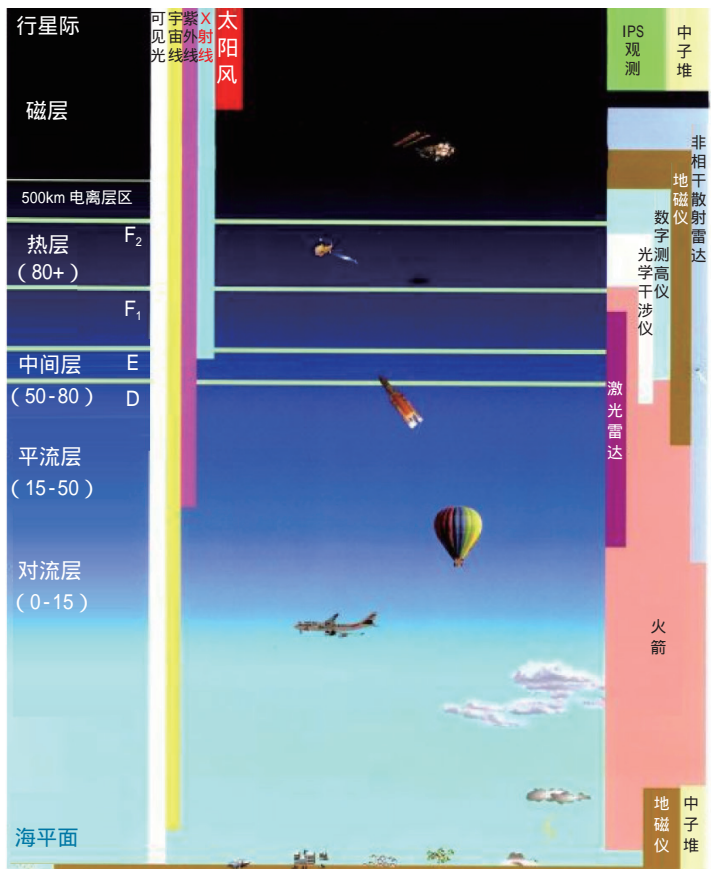 行星际
磁层
500km 电离层区
热层
F2
(80+)
F1
中间层
E
(50-80)
D
平流层
(15-50)
对流层
(0-15)
海平面
可见光
宇宙线
紫外线
X射线
太阳风
IPS观测
中子堆
非相干散射雷达
地磁仪
数字测高仪
光学干涉仪
激光雷达
火箭
地磁仪
中子堆